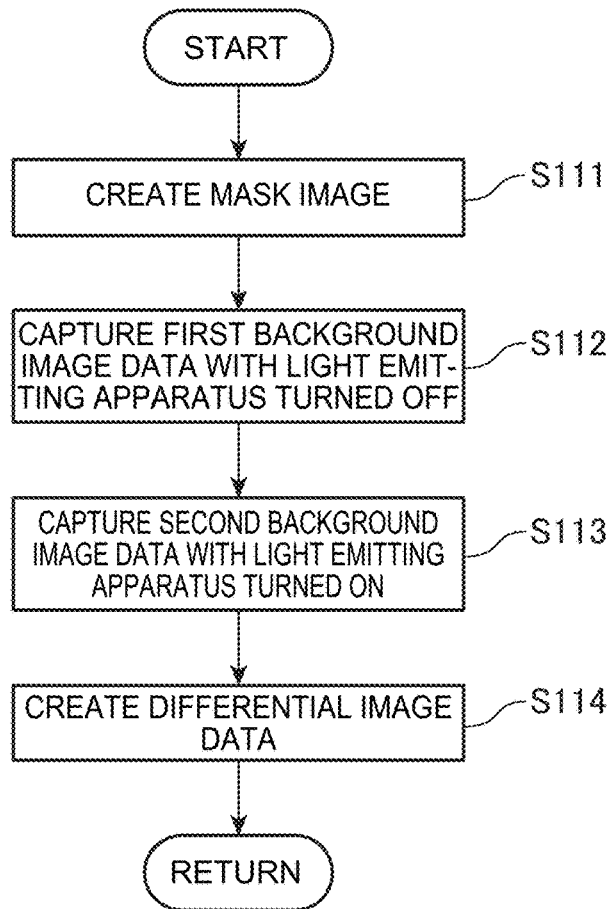 START
CREATE MASK IMAGE
S111
CAPTURE FIRST BACKGROUND
IMAGE DATA WITH LIGHT EMIT-
TING APPARATUS TURNED OFF
S112
CAPTURE SECOND BACKGROUND
IMAGE DATA WITH LIGHT EMITTING
APPARATUS TURNED ON
S113
CREATE DIFFERENTIAL IMAGE
DATA
S114
RETURN